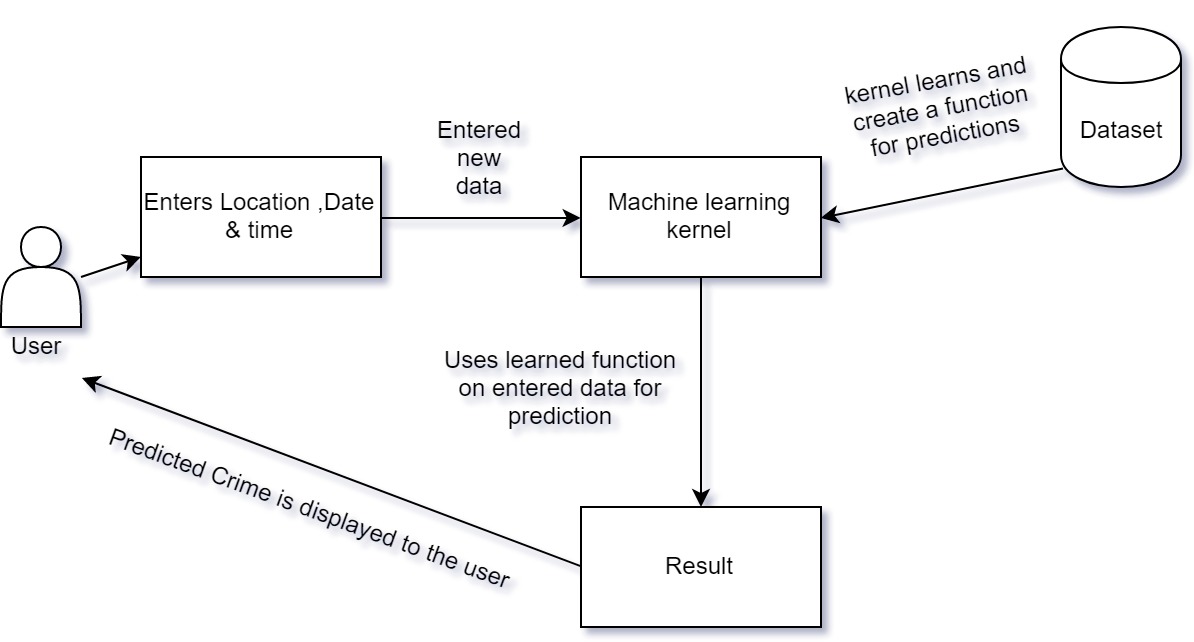 kernel learns and
create a function
for predictions
Dataset
Entered
new
data
Enters Location ,Date
& time
Machine learning
kernel
User
Uses learned function
on entered data for
prediction
Predicted Crime is displayed to the user
Result